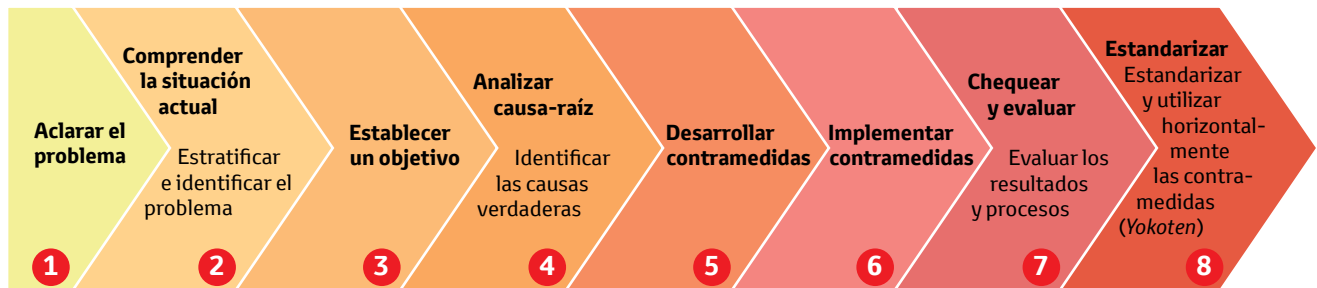 Aclarar el
problema
1
Comprender
la situación
actual
Estratificar
e identificar el
problema
2
Establecer
un objetivo
3
Analizar
causa-raíz
Identificar
las causas
verdaderas
4
Desarrollar
contramedidas
5
Implementar
contramedidas
6
Chequear
y evaluar
Evaluar los
resultados
y procesos
7
Estandarizar
Estandarizar
y utilizar
horizontal-
mente
las contra-
medidas
(Yokoten)
8